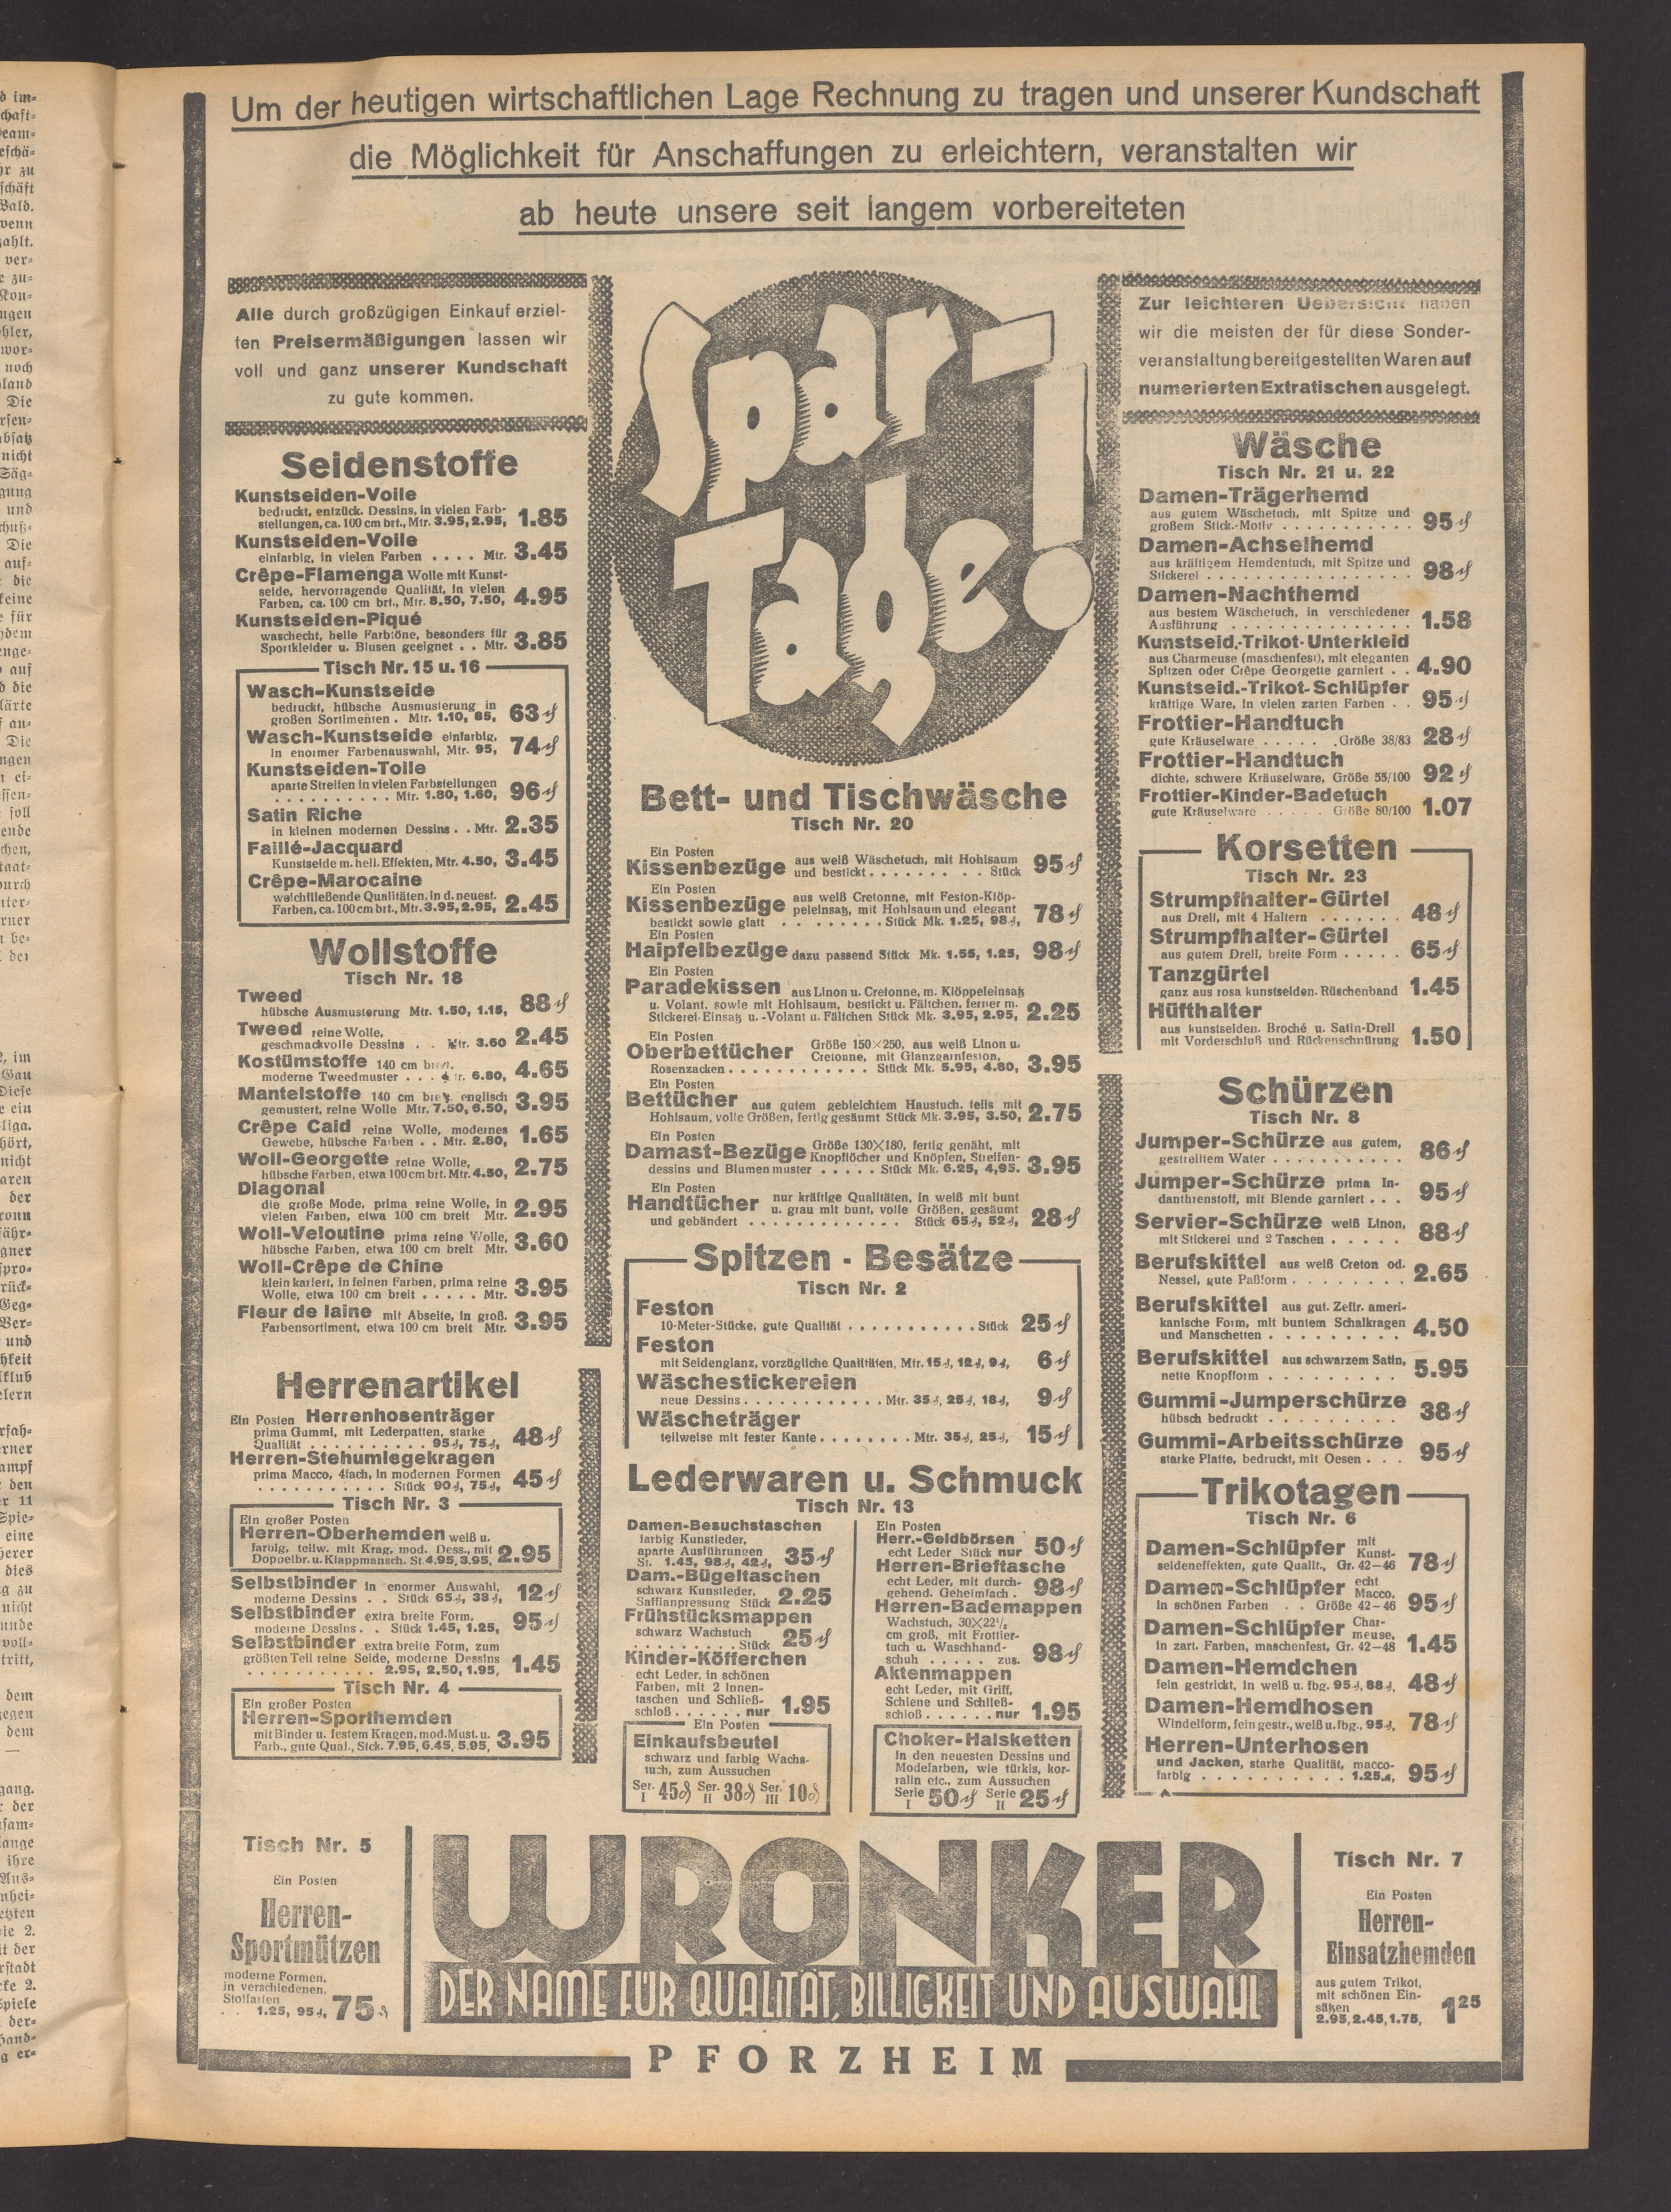 Um der heutigen wirtschaftlichen Lage Rechnung zu tragen und unserer Kundschaft
die Möglichkeit für Anschaffungen zu erleichtern, veranstalten wir
ab heute unsere seit langem vorbereiteten
Alle durch großzügigen Einkauf erziel-
ten Preisermäßigungen lassen wir
voll und ganz unserer Kundschaft
zu gute kommen.
Spar-
Tage!
Zur leichteren Uebersicht haben
wir die meisten der für diese Sonder-
veranstaltung bereitgestellten Waren auf
numerierten Extratischen ausgelegt.
Seidenstoffe
Kunstseiden-Voile
bedruckt, entzück. Dessins, in vielen Farb-
stellungen, ca. 100 cm brt., Mtr. 3.95, 2.95, 1.85
Kunstseiden-Voile
einfarbig, in vielen Farben .... Mtr. 3.45
Crêpe-Flamenga Wolle mit Kunst-
seide, hervorragende Qualität, in vielen
Farben, ca. 100 cm brt., Mtr. 8.50, 7.50, 4.95
Kunstseiden-Piqué
waschecht, helle Farbtöne, besonders für
Sportkleider u. Blusen geeignet . . Mtr. 3.85
Tisch Nr. 15 u. 16
Wasch-Kunstseide
bedruckt, hübsche Ausmusterung in
großen Sortimenten . Mtr. 1.10, 85, 63 ₰
Wasch-Kunstseide einfarbig,
in enormer Farbenauswahl, Mtr. 95, 74 ₰
Kunstseiden-Toile
aparte Streifen in vielen Farbstellungen
.......... Mtr. 1.80, 1.60, 96 ₰
Satin Riche
in kleinen modernen Dessins . . Mtr. 2.35
Faillé-Jacquard
Kunstseide m. hell. Effekten, Mtr. 4.50, 3.45
Crêpe-Marocaine
weichfließende Qualitäten, in d. neuest.
Farben, ca. 100 cm brt., Mtr. 3.95, 2.95, 2.45
Wollstoffe
Tisch Nr. 18
Tweed
hübsche Ausmusterung Mtr. 1.50, 1.15, 88 ₰
Tweed reine Wolle,
geschmackvolle Dessins . . Mtr. 3.60 2.45
Kostümstoffe 140 cm breit,
moderne Tweedmuster . . . Mtr. 6.80, 4.65
Mantelstoffe 140 cm breit, englisch
gemustert, reine Wolle Mtr. 7.50, 6.50, 3.95
Crêpe Caid reine Wolle, modernes
Gewebe, hübsche Farben . . Mtr. 2.80, 1.65
Woll-Georgette reine Wolle,
hübsche Farben, etwa 100 cm brt. Mtr. 4.50, 2.75
Diagonal
die große Mode, prima reine Wolle, in
vielen Farben, etwa 100 cm breit Mtr. 2.95
Woll-Veloutine prima reine Wolle,
hübsche Farben, etwa 100 cm breit Mtr. 3.60
Woll-Crêpe de Chine
klein kariert, in feinen Farben, prima reine
Wolle, etwa 100 cm breit ..... Mtr. 3.95
Fleur de laine mit Abseite, in groß.
Farbensortiment, etwa 100 cm breit Mtr. 3.95
Herrenartikel
Ein Posten Herrenhosenträger
prima Gummi, mit Lederpatten, starke
Qualität .......... 95 ₰, 75 ₰, 48 ₰
Herren-Stehumlegekragen
prima Macco, 4fach, in modernen Formen
........... Stück 90 ₰, 75 ₰, 45 ₰
Tisch Nr. 3
Ein großer Posten
Herren-Oberhemden weiß u.
farbig, teilw. mit Krag. mod. Dess., mit
Doppelbr. u. Klappmansch. St. 4.95, 3.95, 2.95
Selbstbinder in enormer Auswahl,
moderne Dessins . . Stück 65 ₰, 38 ₰, 12 ₰
Selbstbinder extra breite Form,
moderne Dessins . . Stück 1.45, 1.25, 95 ₰
Selbstbinder extra breite Form, zum
größten Teil reine Seide, moderne Dessins
........... 2.95, 2.50, 1.95, 1.45
Tisch Nr. 4
Ein großer Posten
Herren-Sporthemden
mit Binder u. festem Kragen, mod. Must. u.
Farb., gute Qual., Stck. 7.95, 6.45, 5.95, 3.95
Bett- und Tischwäsche
Tisch Nr. 20
Ein Posten
Kissenbezüge aus weiß Wäschetuch, mit Hohlsaum
und bestickt ........ Stück 95 ₰
Ein Posten
Kissenbezüge aus weiß Cretonne, mit Feston-Klöp-
peleinsatz, mit Hohlsaum und elegant
bestickt sowie glatt ........ Stück Mk. 1.25, 98 ₰, 78 ₰
Ein Posten
Haipfelbezüge dazu passend Stück Mk. 1.55, 1.25, 98 ₰
Ein Posten
Paradekissen aus Linon u. Cretonne, m. Klöppeleinsatz
u. Volant, sowie mit Hohlsaum, bestickt u. Fältchen, ferner m.
Stickerei-Einsatz u. -Volant u. Fältchen Stück Mk. 3.95, 2.95, 2.25
Ein Posten
Oberbettücher Größe 150×250, aus weiß Linon u.
Cretonne, mit Glanzgarnfeston,
Rosenzacken ............ Stück Mk. 5.95, 4.80, 3.95
Ein Posten
Bettücher aus gutem gebleichtem Haustuch, teils mit
Hohlsaum, volle Größen, fertig gesäumt Stück Mk. 3.95, 3.50, 2.75
Ein Posten
Damast-Bezüge Größe 130×180, fertig genäht, mit
Knopflöcher und Knöpfen, Streifen-
dessins und Blumenmuster ..... Stück Mk. 6.25, 4,95. 3.95
Ein Posten
Handtücher nur kräftige Qualitäten, in weiß mit bunt
u. grau mit bunt, volle Größen, gesäumt
und gebändert ............. Stück 65 ₰, 52 ₰, 28 ₰
Spitzen - Besätze
Tisch Nr. 2
Feston
10-Meter-Stücke, gute Qualität ........... Stück 25 ₰
Feston
mit Seidenglanz, vorzügliche Qualitäten, Mtr. 15 ₰, 12 ₰, 9 ₰, 6 ₰
Wäschestickereien
neue Dessins ............ Mtr. 35 ₰, 25 ₰, 18 ₰, 9 ₰
Wäscheträger
teilweise mit fester Kante ........ Mtr. 35 ₰, 25 ₰, 15 ₰
Lederwaren u. Schmuck
Tisch Nr. 13
Damen-Besuchstaschen
farbig Kunstleder,
aparte Ausführungen
St. 1.45, 98 ₰, 42 ₰, 35 ₰
Dam.-Bügeltaschen
schwarz Kunstleder,
Saffianpressung Stück 2.25
Frühstücksmappen
schwarz Wachstuch
......... Stück 25 ₰
Kinder-Köfferchen
echt Leder, in schönen
Farben, mit 2 Innen-
taschen und Schließ-
schloß ...... nur 1.95
Ein Posten
Einkaufsbeutel
schwarz und farbig Wachs-
tuch, zum Aussuchen
Ser. I 45 ₰ Ser. II 38 ₰ Ser. III 10 ₰
Ein Posten
Herr.-Geldbörsen
echt Leder Stück nur 50 ₰
Herren-Brieftasche
echt Leder, mit durch-
gehend. Geheimfach . 98 ₰
Herren-Bademappen
Wachstuch, 30×22½
cm groß, mit Frottier-
tuch u. Waschhand-
schuh ..... zus. 98 ₰
Aktenmappen
echt Leder, mit Griff,
Schiene und Schließ-
schloß ...... nur 1.95
Choker-Halsketten
in den neuesten Dessins und
Modefarben, wie türkis, kor-
ralin etc., zum Aussuchen
Serie I 50 ₰ Serie II 25 ₰
Wäsche
Tisch Nr. 21 u. 22
Damen-Trägerhemd
aus gutem Wäschetuch, mit Spitze und
großem Stick.-Motiv ........... 95 ₰
Damen-Achselhemd
aus kräftigem Hemdentuch, mit Spitze und
Stickerei ................. 98 ₰
Damen-Nachthemd
aus bestem Wäschetuch, in verschiedener
Ausführung ............... 1.58
Kunstseid.-Trikot-Unterkleid
aus Charmeuse (maschenfest), mit eleganten
Spitzen oder Crêpe Georgette garniert . . 4.90
Kunstseid.-Trikot-Schlüpfer
kräftige Ware, in vielen zarten Farben . . 95 ₰
Frottier-Handtuch
gute Kräuselware ...... Größe 38/83 28 ₰
Frottier-Handtuch
dichte, schwere Kräuselware, Größe 55/100 92 ₰
Frottier-Kinder-Badetuch
gute Kräuselware ..... Größe 80/100 1.07
Korsetten
Tisch Nr. 23
Strumpfhalter-Gürtel
aus Drell, mit 4 Haltern ....... 48 ₰
Strumpfhalter-Gürtel
aus gutem Drell, breite Form ..... 65 ₰
Tanzgürtel
ganz aus rosa kunstseiden. Rüschenband 1.45
Hüfthalter
aus kunstseiden. Broché u. Satin-Drell
mit Vorderschluß und Rückenschnürung 1.50
Schürzen
Tisch Nr. 8
Jumper-Schürze aus gutem,
gestreiftem Water ........... 86 ₰
Jumper-Schürze prima In-
danthrenstoff, mit Blende garniert ... 95 ₰
Servier-Schürze weiß Linon,
mit Stickerei und 2 Taschen ..... 88 ₰
Berufskittel aus weiß Creton od.
Nessel, gute Paßform ........ 2.65
Berufskittel aus gut. Zefir. ameri-
kanische Form, mit buntem Schalkragen
und Manschetten ......... 4.50
Berufskittel aus schwarzem Satin,
nette Knopfform ......... 5.95
Gummi-Jumperschürze
hübsch bedruckt ......... 38 ₰
Gummi-Arbeitsschürze
starke Platte, bedruckt, mit Oesen ... 95 ₰
Trikotagen
Tisch Nr. 6
Damen-Schlüpfer mit Kunst-
seideneffekten, gute Qualit., Gr. 42—46 78 ₰
Damen-Schlüpfer echt Macco,
in schönen Farben . . Größe 42—46 95 ₰
Damen-Schlüpfer Char-meuse,
in zart. Farben, maschenfest, Gr. 42—48 1.45
Damen-Hemdchen
fein gestrickt, in weiß u. fbg. 95 ₰, 88 ₰, 48 ₰
Damen-Hemdhosen
Windelform, fein gestr., weiß u. fbg., 95 ₰, 78 ₰
Herren-Unterhosen
und Jacken, starke Qualität, macco-
farbig ........... 1.25 ₰, 95 ₰
Tisch Nr. 5
Ein Posten
Herren-
Sportmützen
moderne Formen,
in verschiedenen,
Stoffarten
. . 1.25, 95 ₰, 75 ₰
WRONKER
DER NAME FÜR QUALITÄT, BILLIGKEIT UND AUSWAHL
PFORZHEIM
Tisch Nr. 7
Ein Posten
Herren-
Einsatzhemden
aus gutem Trikot,
mit schönen Ein-
sätzen
2.95, 2.45, 1.75, 1 25